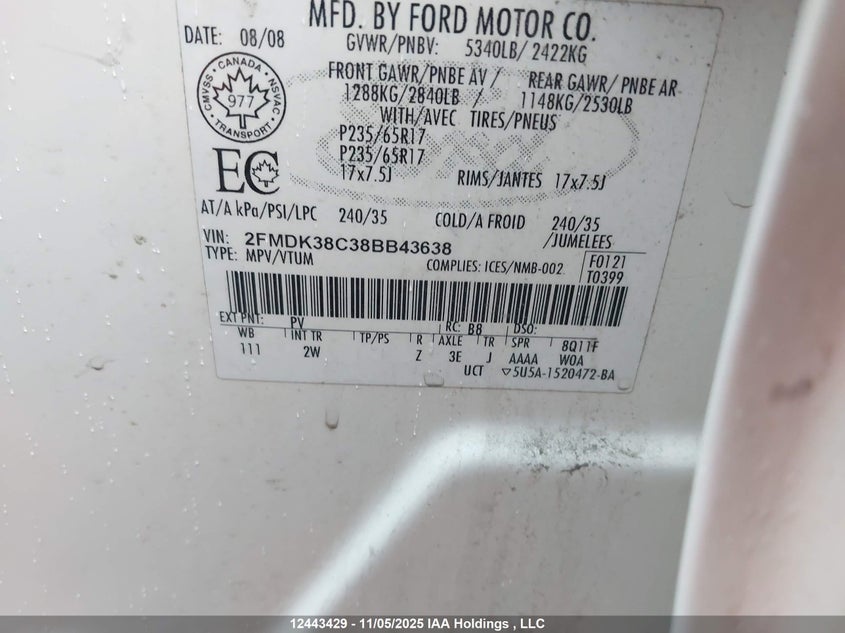 MFD. BY FORD MOTOR CO.
DATE: 08/08
GVWR/PNBV: 5340LB/ 2422KG
FRONT GAWR/PNBE AV/ REAR GAWR/ PNBE AR
1288KG/2840LB / 1148KG/2530LB
WITH/AVEC TIRES/PNEUS
P235/65R17
P235/65R17
17x7.5J RIMS/JANTES 17x7.5J
CMVSS · CANADA · NSVAC
977
TRANSPORT
EC
AT/A kPa/PSI/LPC 240/35 COLD/A FROID 240/35
/JUMELEES
VIN: 2FMDK38C38BB43638
TYPE: MPV/VTUM
COMPLIES: ICES/NMB-002
F0121
T0399
EXT PNT: PV RC: B8 DSO:
WB INT TR TP/PS R AXLE TR SPR 8Q11F
111 2W Z 3E J AAAA W0A
UCT ▽5U5A-1520472-BA
12443429 - 11/05/2025 IAA Holdings , LLC